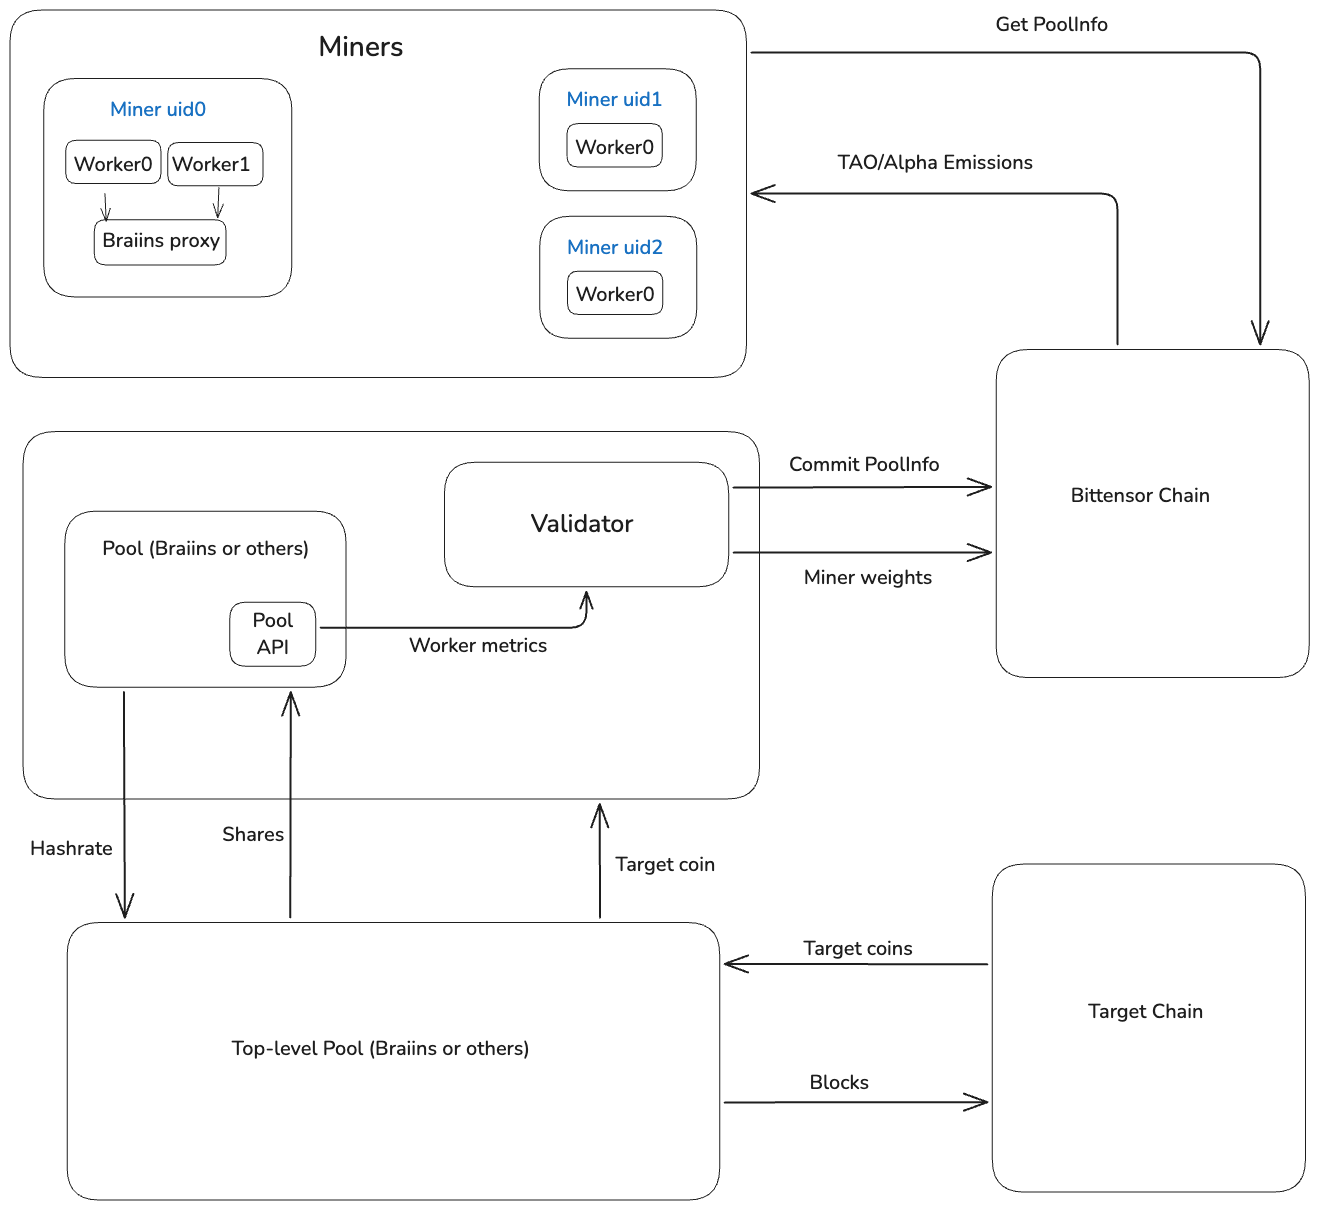 Get PoolInfo
Miners
Miner uid0
Worker0
Worker1
Braiins proxy
Miner uid1
Worker0
Miner uid2
Worker0
TAO/Alpha Emissions
Bittensor Chain
Commit PoolInfo
Miner weights
Validator
Pool (Braiins or others)
Pool
API
Worker metrics
Hashrate
Shares
Target coin
Top-level Pool (Braiins or others)
Target coins
Blocks
Target Chain